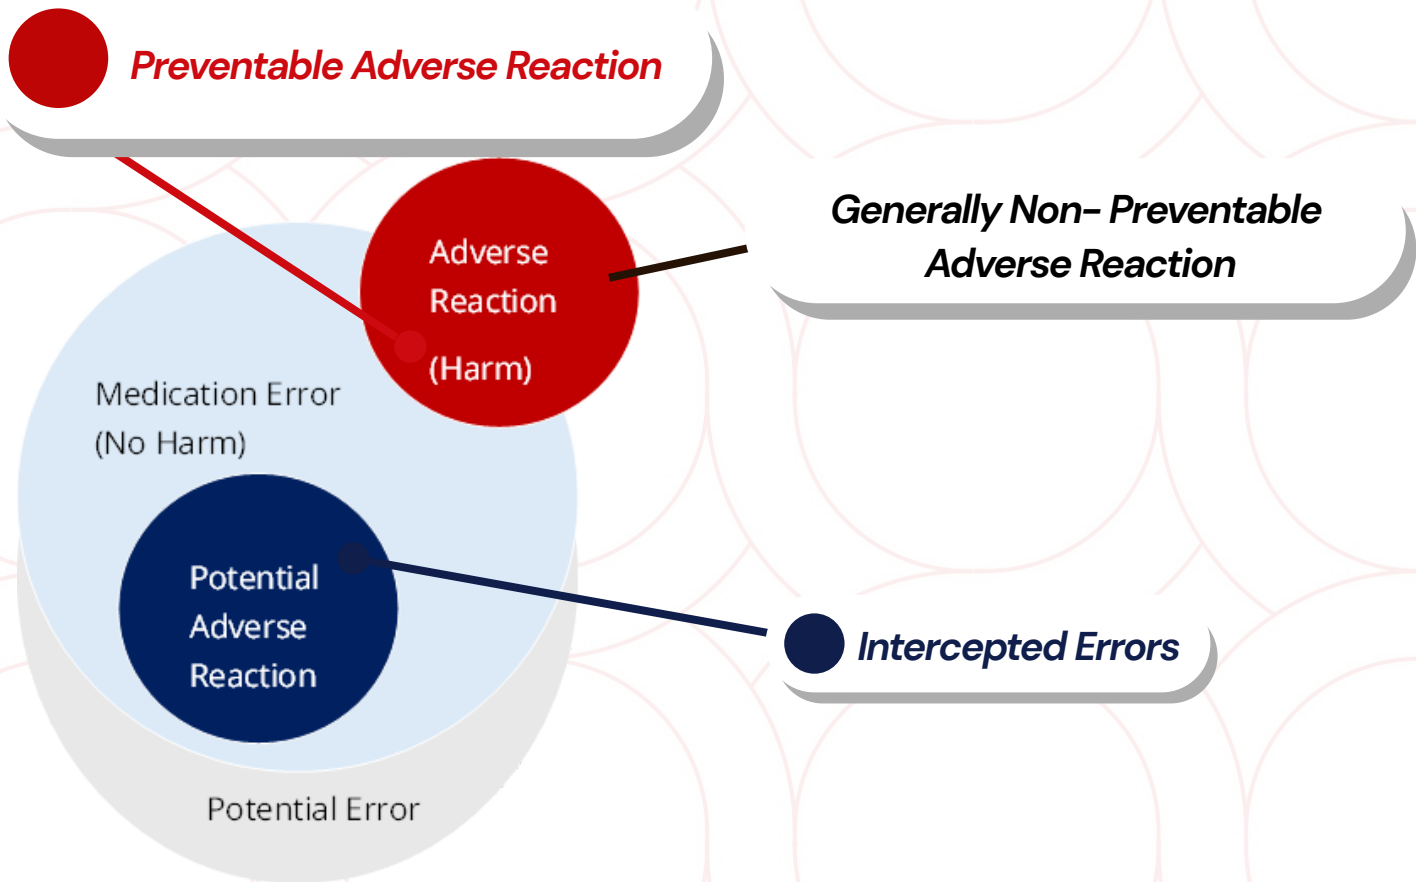 Preventable Adverse Reaction
Generally Non- Preventable
Adverse Reaction
Adverse
Reaction
(Harm)
Medication Error
(No Harm)
Potential
Adverse
Reaction
Intercepted Errors
Potential Error